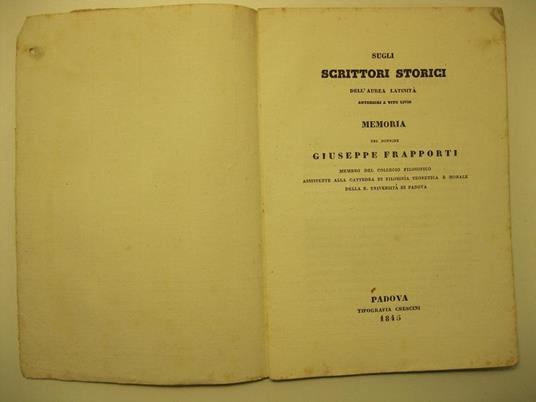 SUGLI
SCRITTORI STORICI
DELL'AUREA LATINITÀ
ANTERIORI A TITO LIVIO
MEMORIA
DEL DOTTORE
GIUSEPPE FRAPPORTI
MEMBRO DEL COLLEGIO FILOSOFICO
ASSISTENTE ALLA CATTEDRA DI FILOSOFIA TEORETICA E MORALE
DELLA R. UNIVERSITÀ DI PADOVA
PADOVA
TIPOGRAFIA CRESCINI
1845